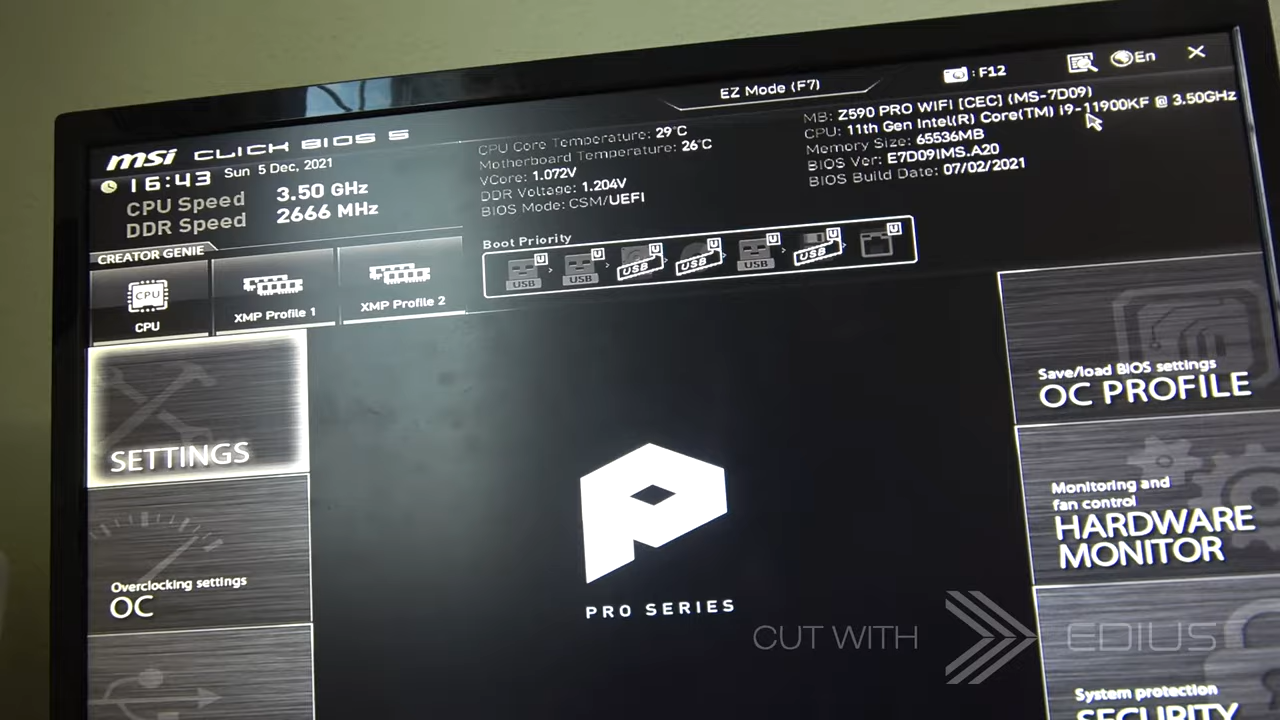 msi CLICK BIOS 5
EZ Mode (F7)
: F12
En
16:43
Sun 5 Dec, 2021
CPU Speed 3.50 GHz
DDR Speed 2666 MHz
CPU Core Temperature: 29°C
Motherboard Temperature: 26°C
VCore: 1.072V
DDR Voltage: 1.204V
BIOS Mode: CSM/UEFI
MB: Z590 PRO WIFI [CEC] (MS-7D09)
CPU: 11th Gen Intel(R) Core(TM) i9-11900KF @ 3.50GHz
Memory Size: 65536MB
BIOS Ver: E7D09IMS.A20
BIOS Build Date: 07/02/2021
CREATOR GENIE
CPU
CPU
XMP Profile 1
XMP Profile 2
Boot Priority
U U U U U U U
USB USB USB USB USB USB
SETTINGS
Overclocking settings
OC
PRO SERIES
Save/load BIOS settings
OC PROFILE
Monitoring and
fan control
HARDWARE
MONITOR
System protection
SECURITY
CUT WITH EDIUS